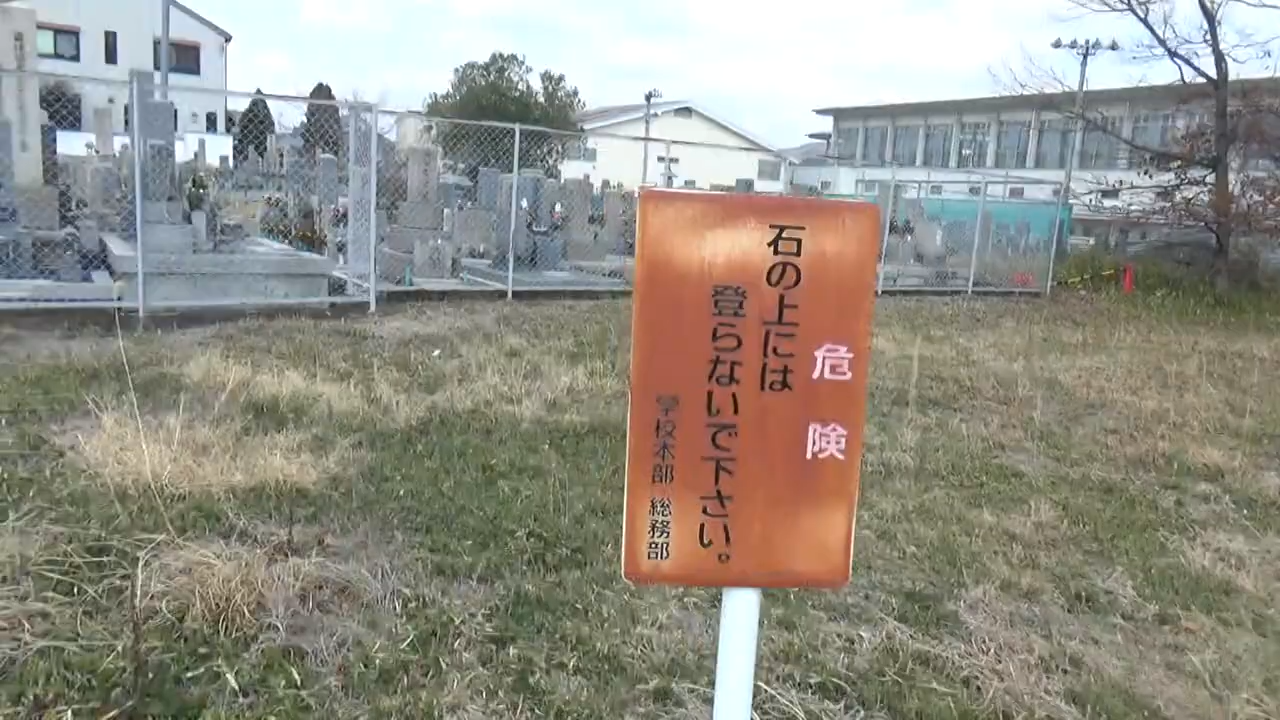 危険
石の上には
登らないで下さい。
学校本部 総務部